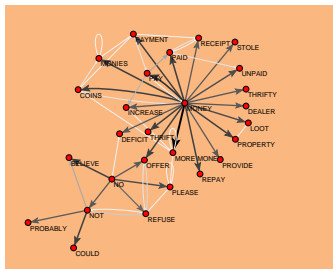 PAYMENT
RECEIPT
STOLE
MONIES
PAID
UNPAID
PAY
COINS
THRIFTY
MONEY
INCREASE
DEALER
LOOT
DEFICIT
THRIFT
PROPERTY
BELIEVE
OFFER
MORE MONEY
PROVIDE
REPAY
NO
PLEASE
NOT
REFUSE
PROBABLY
COULD